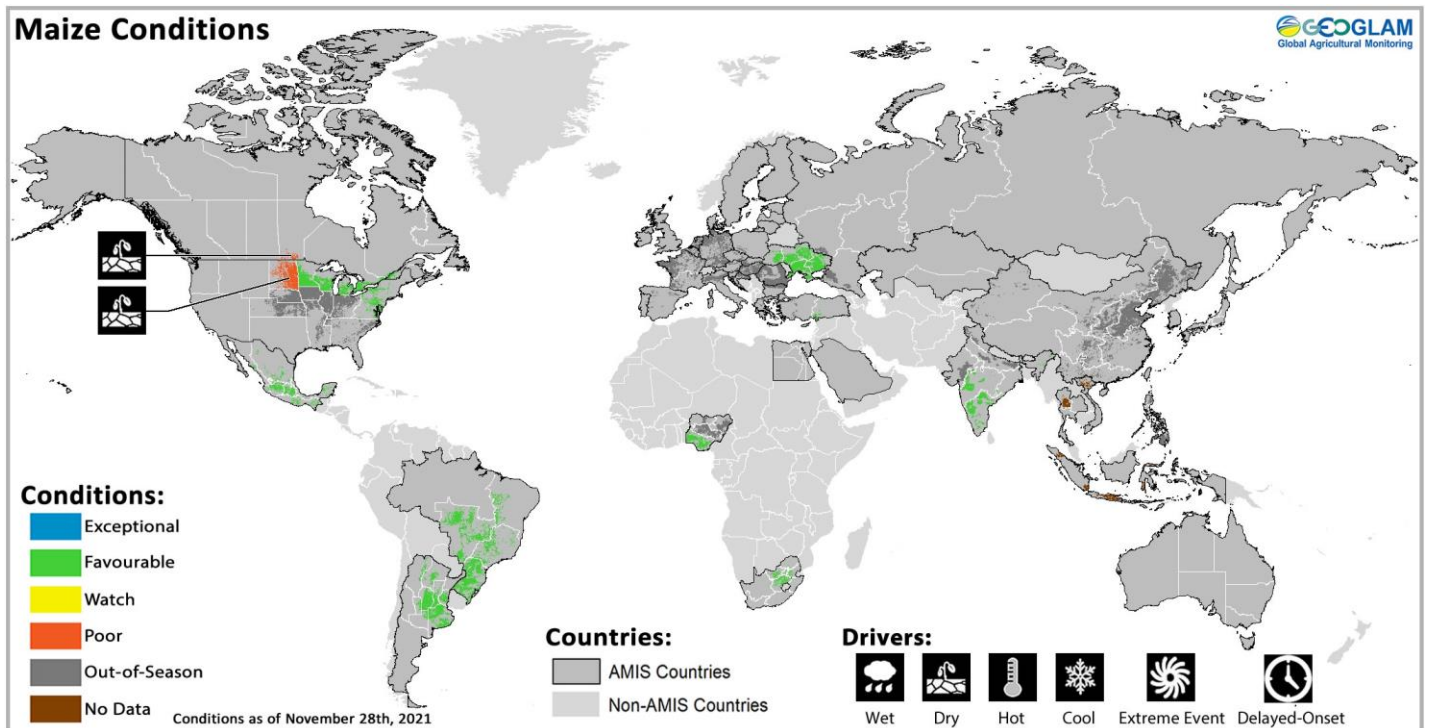 Maize Conditions
GEOGLAM
Global Agricultural Monitoring
Conditions:
Exceptional
Favourable
Watch
Poor
Out-of-Season
No Data
Conditions as of November 28th, 2021
Countries:
AMIS Countries
Non-AMIS Countries
Drivers:
Wet
Dry
Hot
Cool
Extreme Event
Delayed-Onset